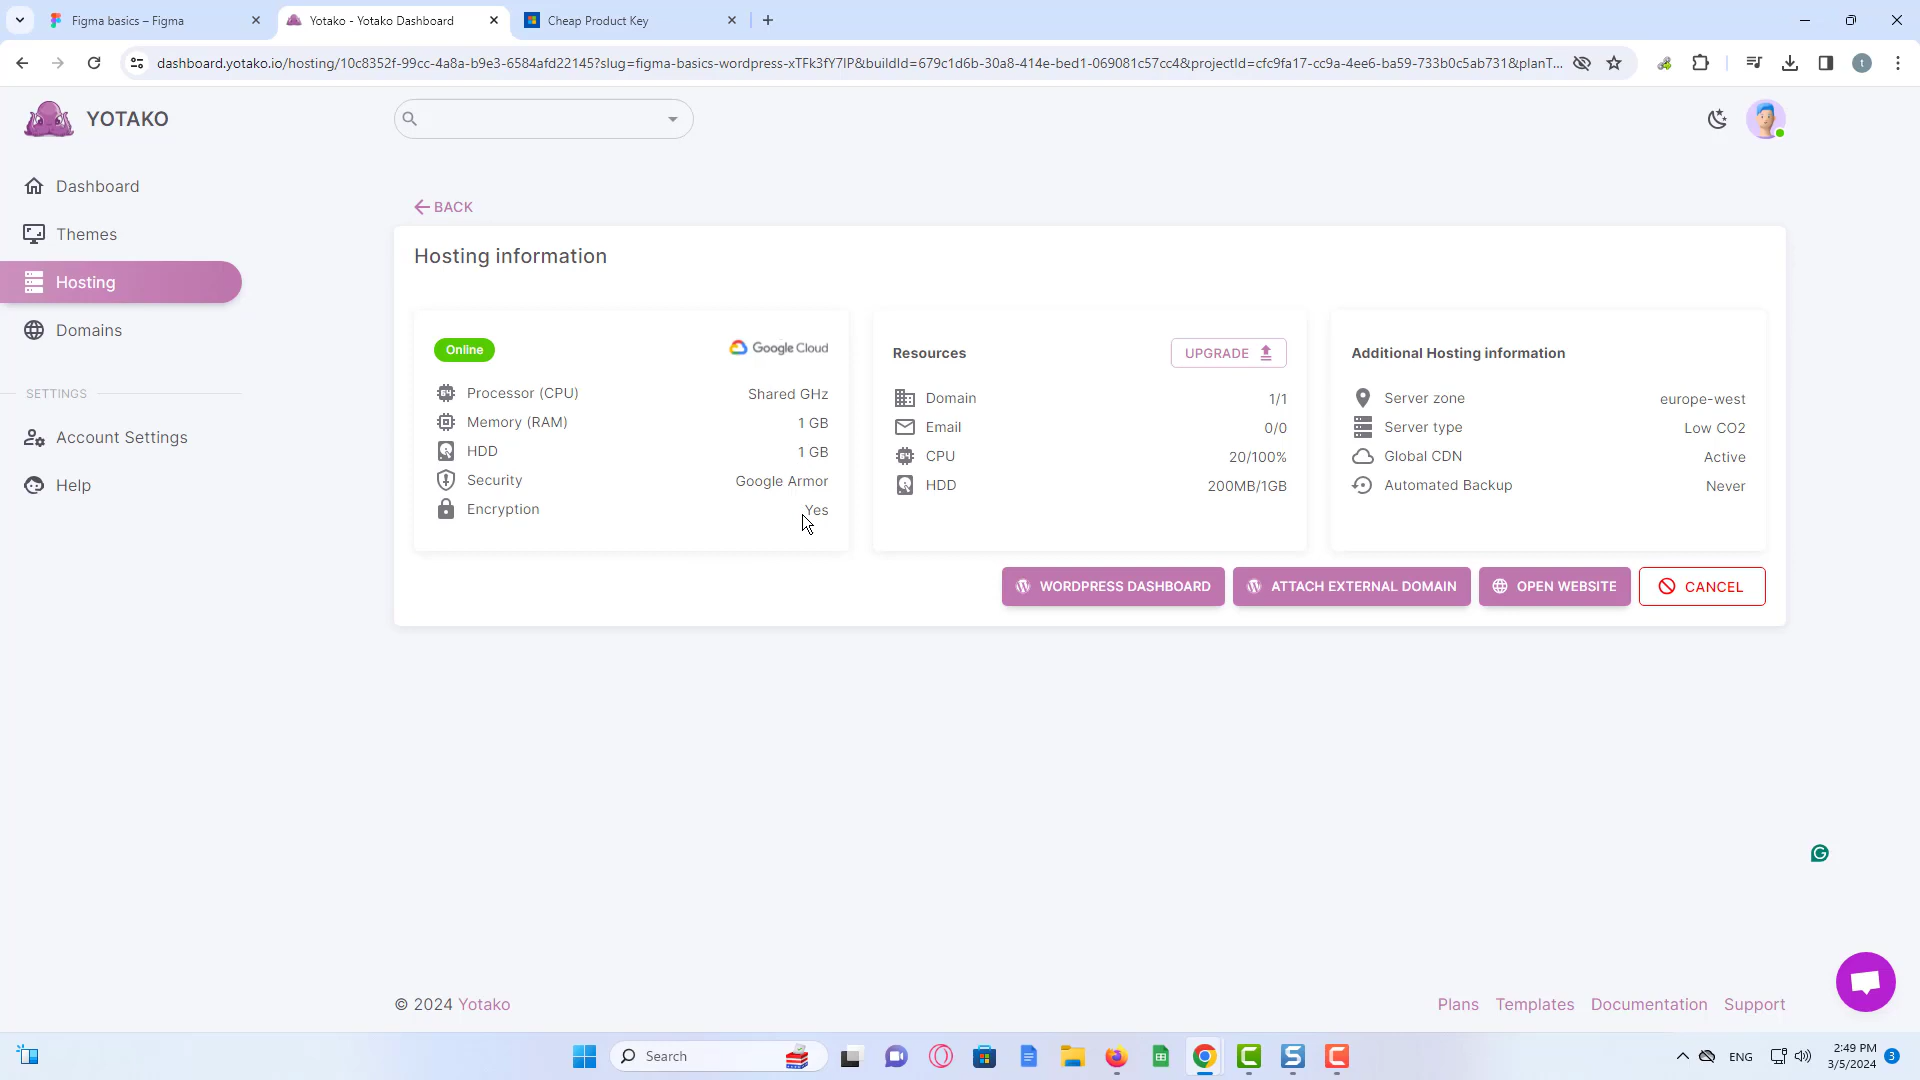 Figma basics – Figma
Yotako - Yotako Dashboard
Cheap Product Key
dashboard.yotako.io/hosting/10c8352f-99cc-4a8a-b9e3-6584afd22145?slug=figma-basics-wordpress-xTFk3fY7lP&buildId=679c1d6b-30a8-414e-bed1-069081c57cc4&projectId=cfc9fa17-cc9a-4ee6-ba59-733b0c5ab731&planT...
t
YOTAKO
Dashboard
Themes
Hosting
Domains
SETTINGS
Account Settings
Help
BACK
Hosting information
Online
Google Cloud
Processor (CPU) Shared GHz
Memory (RAM) 1 GB
HDD 1 GB
Security Google Armor
Encryption Yes
Resources
UPGRADE
Domain 1/1
Email 0/0
CPU 20/100%
HDD 200MB/1GB
Additional Hosting information
Server zone europe-west
Server type Low CO2
Global CDN Active
Automated Backup Never
WORDPRESS DASHBOARD
ATTACH EXTERNAL DOMAIN
OPEN WEBSITE
CANCEL
© 2024 Yotako
Plans Templates Documentation Support
Search
ENG
2:49 PM
3/5/2024
3